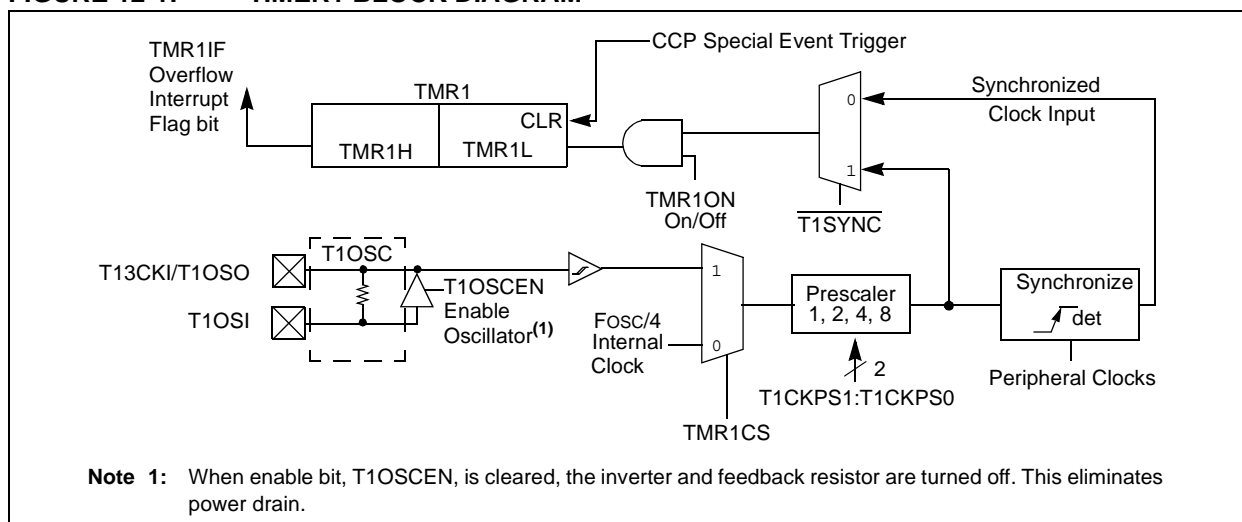 TMR1IF
Overflow
Interrupt
Flag bit
TMR1
CLR
TMR1H
TMR1L
CCP Special Event Trigger
TMR1ON
On/Off
0
1
T1SYNC
Synchronized
Clock Input
T13CKI/T1OSO
T1OSI
T1OSC
T1OSCEN
Enable
Oscillator(1)
FOSC/4
Internal
Clock
1
0
TMR1CS
Prescaler
1, 2, 4, 8
2
T1CKPS1:T1CKPS0
Synchronize
det
Peripheral Clocks
Note 1: When enable bit, T1OSCEN, is cleared, the inverter and feedback resistor are turned off. This eliminates
power drain.